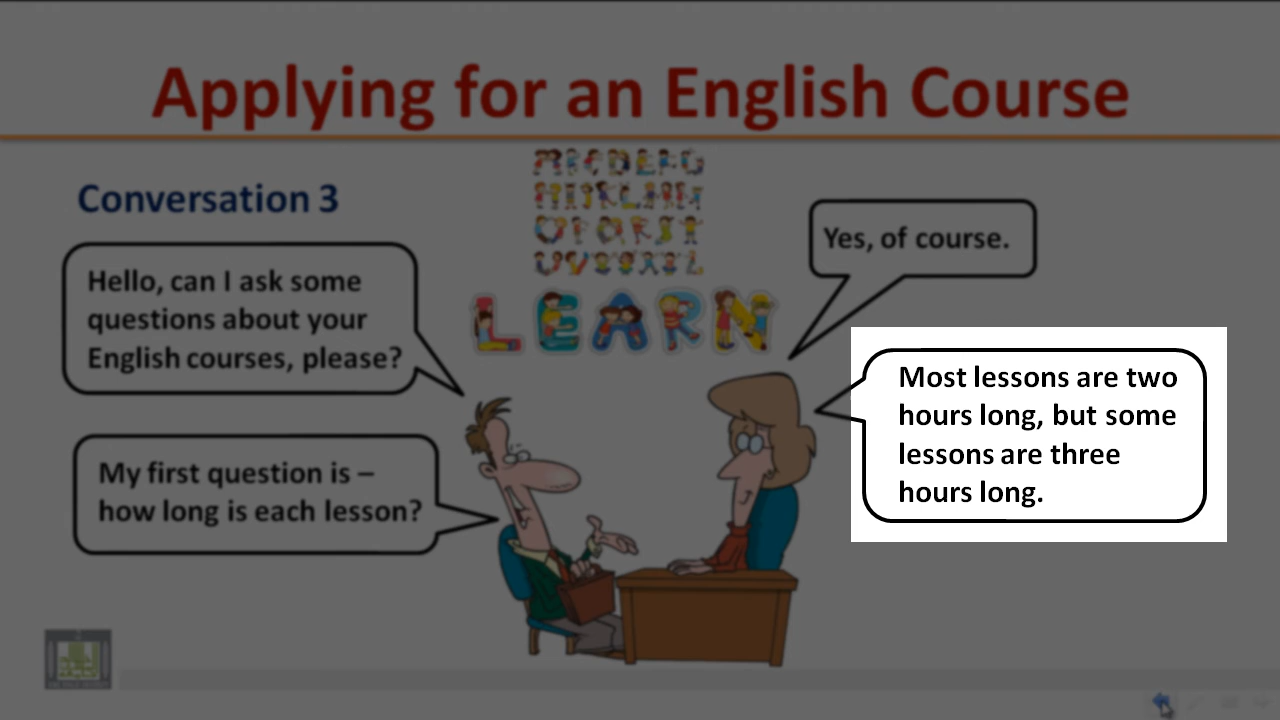 Applying for an English Course
Conversation 3
Hello, can I ask some
questions about your
English courses, please?
Yes, of course.
My first question is –
how long is each lesson?
Most lessons are two
hours long, but some
lessons are three
hours long.
LEARN